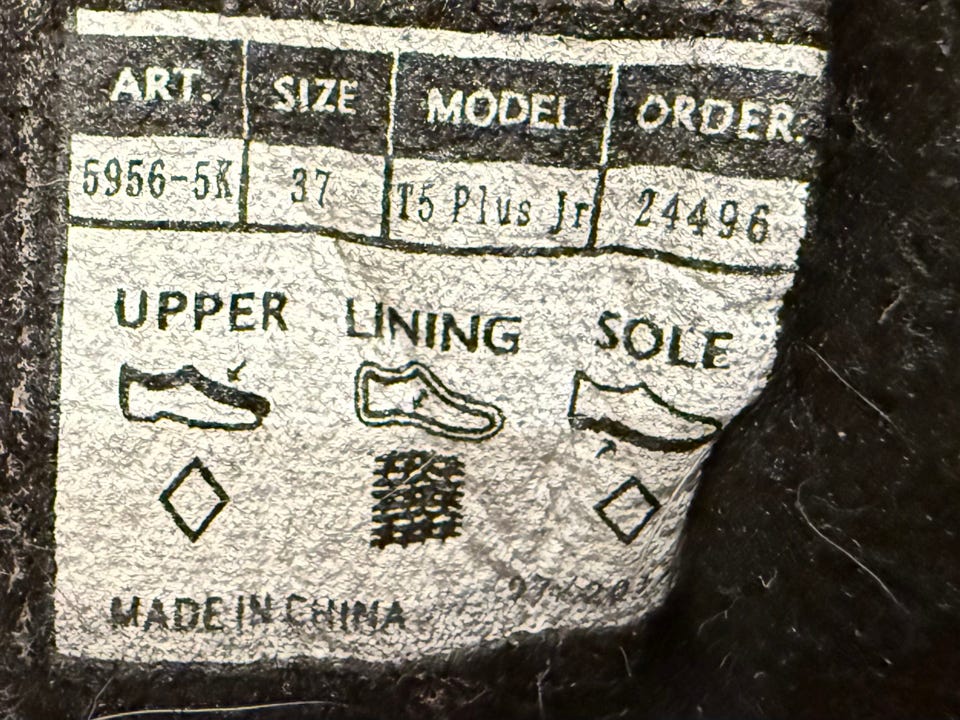 ART. SIZE MODEL ORDER.
5956-5K 37 T5 Plus Jr 24496
UPPER LINING SOLE
MADE IN CHINA